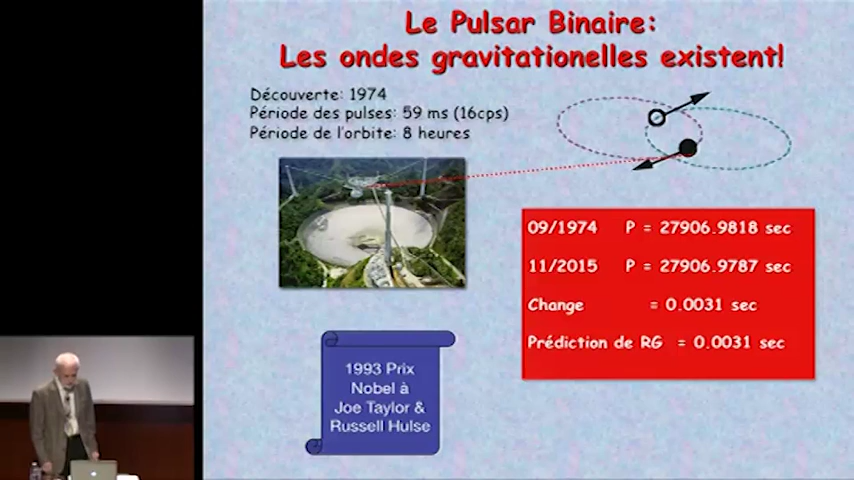 Le Pulsar Binaire:
Les ondes gravitationelles existent!
Découverte: 1974
Période des pulses: 59 ms (16cps)
Période de l'orbite: 8 heures
09/1974 P = 27906.9818 sec
11/2015 P = 27906.9787 sec
Change = 0.0031 sec
Prédiction de RG = 0.0031 sec
1993 Prix
Nobel à
Joe Taylor &
Russell Hulse